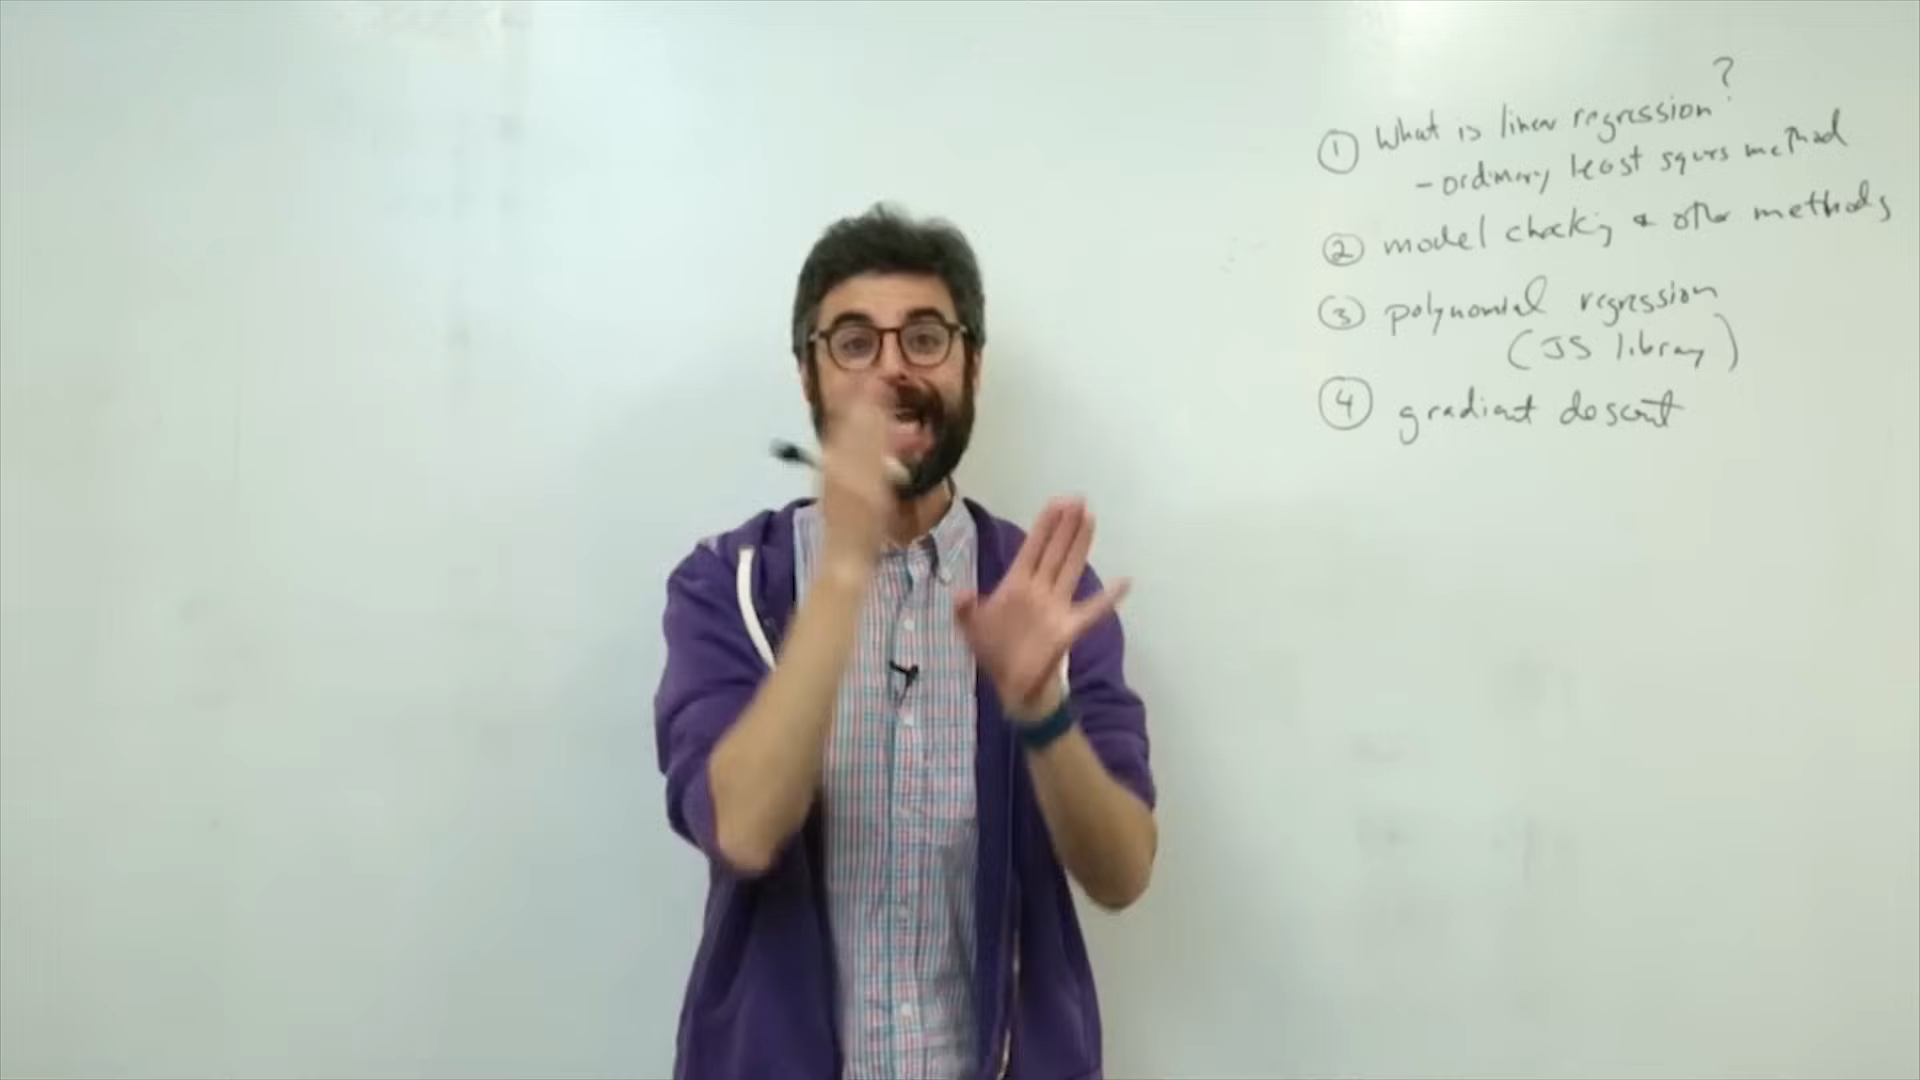 ① What is linear regression?
- ordinary least squrs method
② model checking & other methods
③ polynomial regression
(JS library)
④ gradient descent